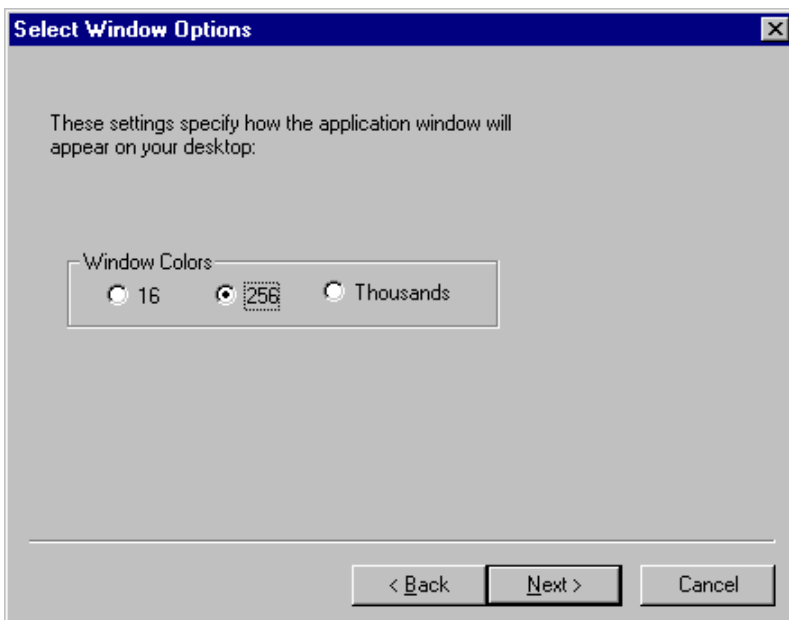 Select Window Options
These settings specify how the application window will
appear on your desktop:
Window Colors
16 256 Thousands
< Back Next > Cancel